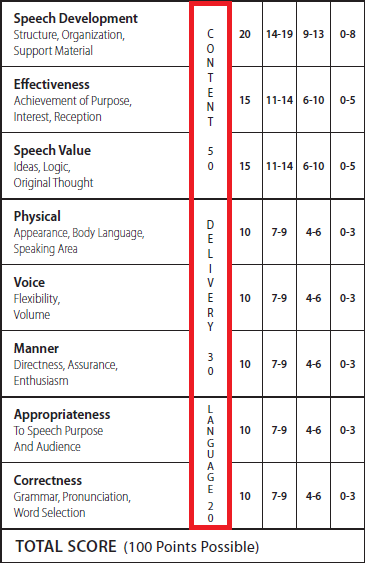 Speech Development
Structure, Organization,
Support Material
CONTENT 50
20 14-19 9-13 0-8
Effectiveness
Achievement of Purpose,
Interest, Reception
15 11-14 6-10 0-5
Speech Value
Ideas, Logic,
Original Thought
15 11-14 6-10 0-5
Physical
Appearance, Body Language,
Speaking Area
DELIVERY 30
10 7-9 4-6 0-3
Voice
Flexibility,
Volume
10 7-9 4-6 0-3
Manner
Directness, Assurance,
Enthusiasm
10 7-9 4-6 0-3
Appropriateness
To Speech Purpose
And Audience
LANGUAGE 20
10 7-9 4-6 0-3
Correctness
Grammar, Pronunciation,
Word Selection
10 7-9 4-6 0-3
TOTAL SCORE (100 Points Possible)